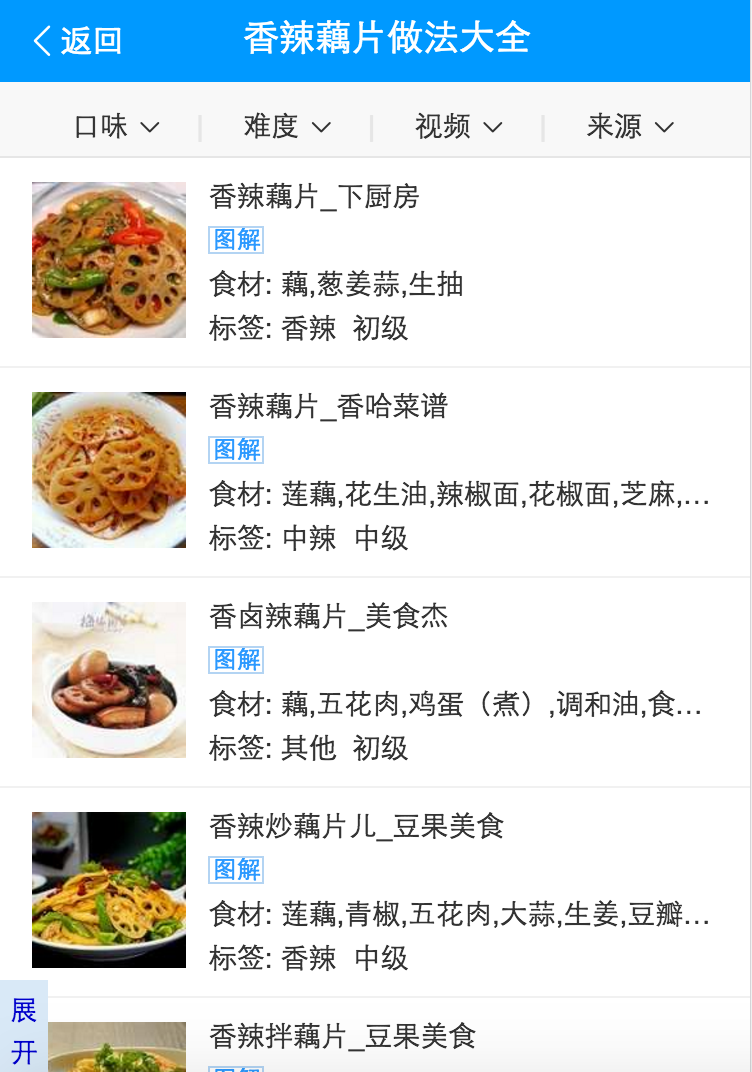 返回
香辣藕片做法大全
口味
难度
视频
来源
香辣藕片_下厨房
图解
食材: 藕,葱姜蒜,生抽
标签: 香辣 初级
香辣藕片_香哈菜谱
图解
食材: 莲藕,花生油,辣椒面,花椒面,芝麻,...
标签: 中辣 中级
香卤辣藕片_美食杰
图解
食材: 藕,五花肉,鸡蛋（煮）,调和油,食...
标签: 其他 初级
香辣炒藕片儿_豆果美食
图解
食材: 莲藕,青椒,五花肉,大蒜,生姜,豆瓣...
标签: 香辣 中级
展开
香辣拌藕片_豆果美食
图解